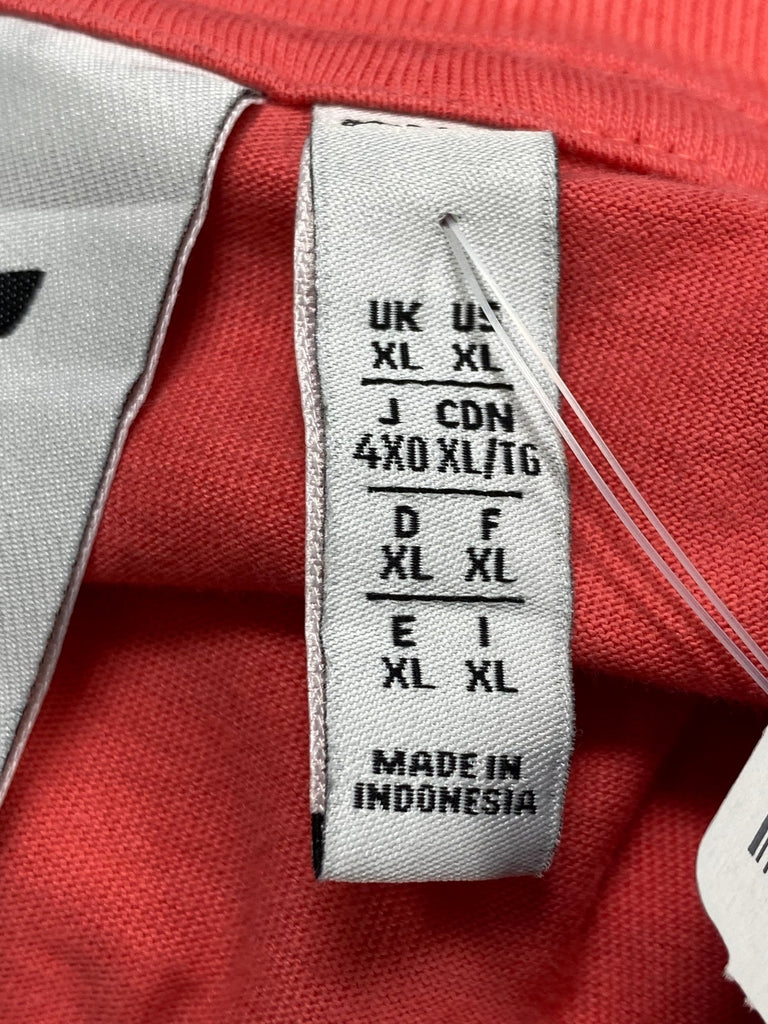 UK US
XL XL
J CDN
4XO XL/TG
D F
XL XL
E I
XL XL
MADE IN
INDONESIA